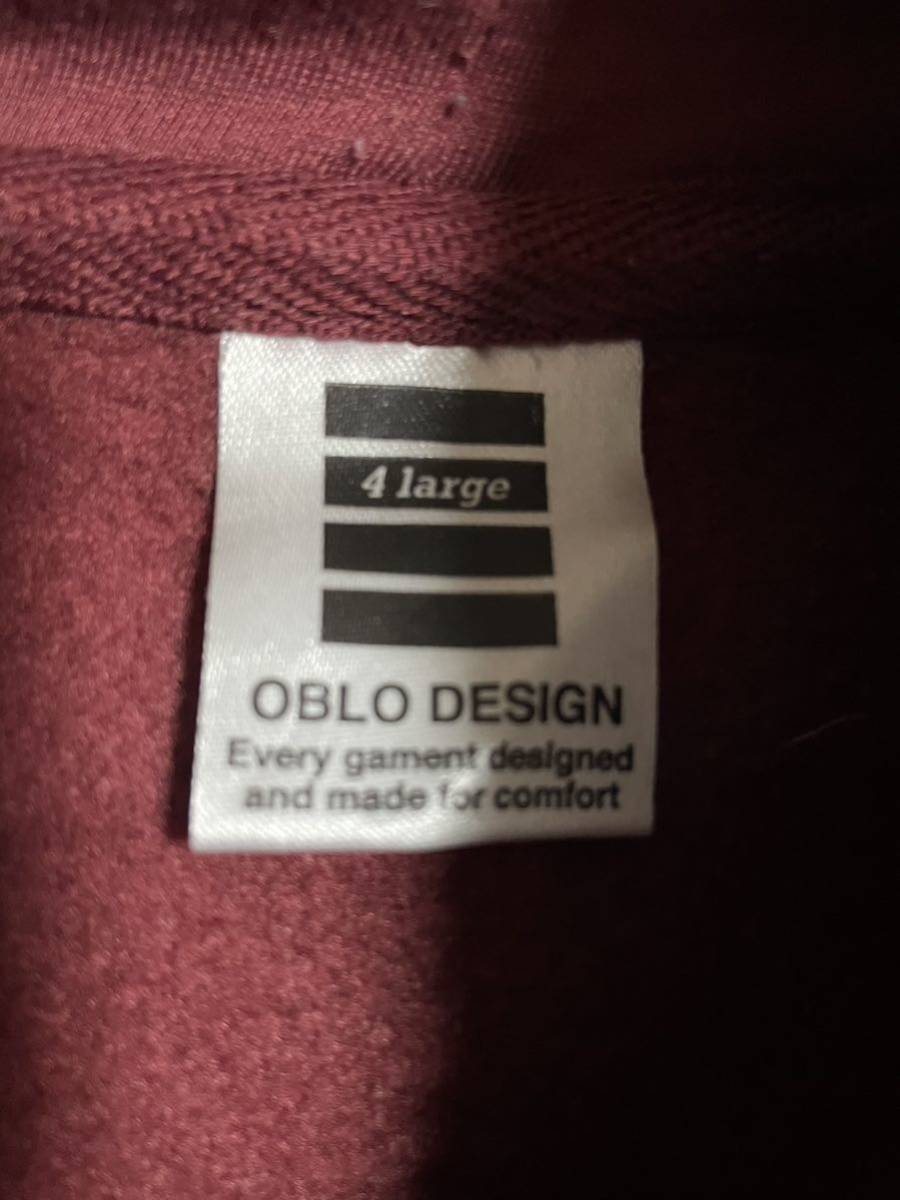 4 large
OBLO DESIGN
Every gament designed
and made for comfort